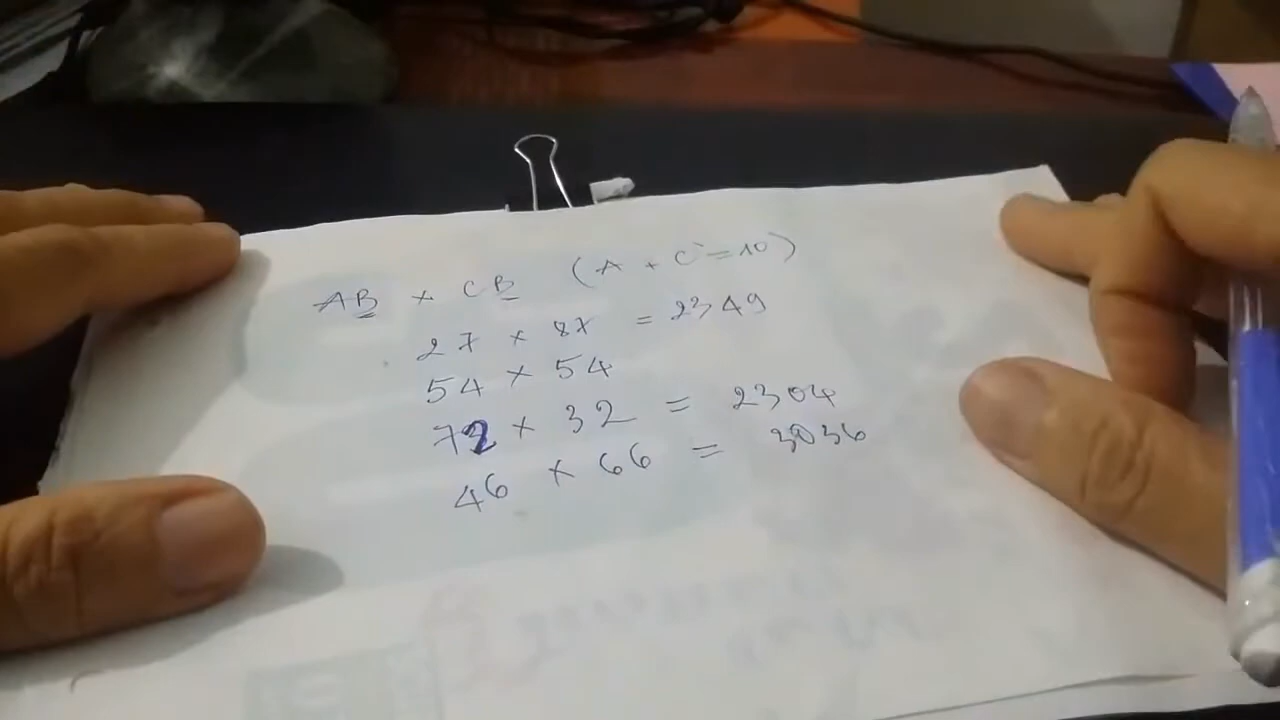 AB × CB (A + C = 10)
27 × 87 = 2349
54 × 54
72 × 32 = 2304
46 × 66 = 3036